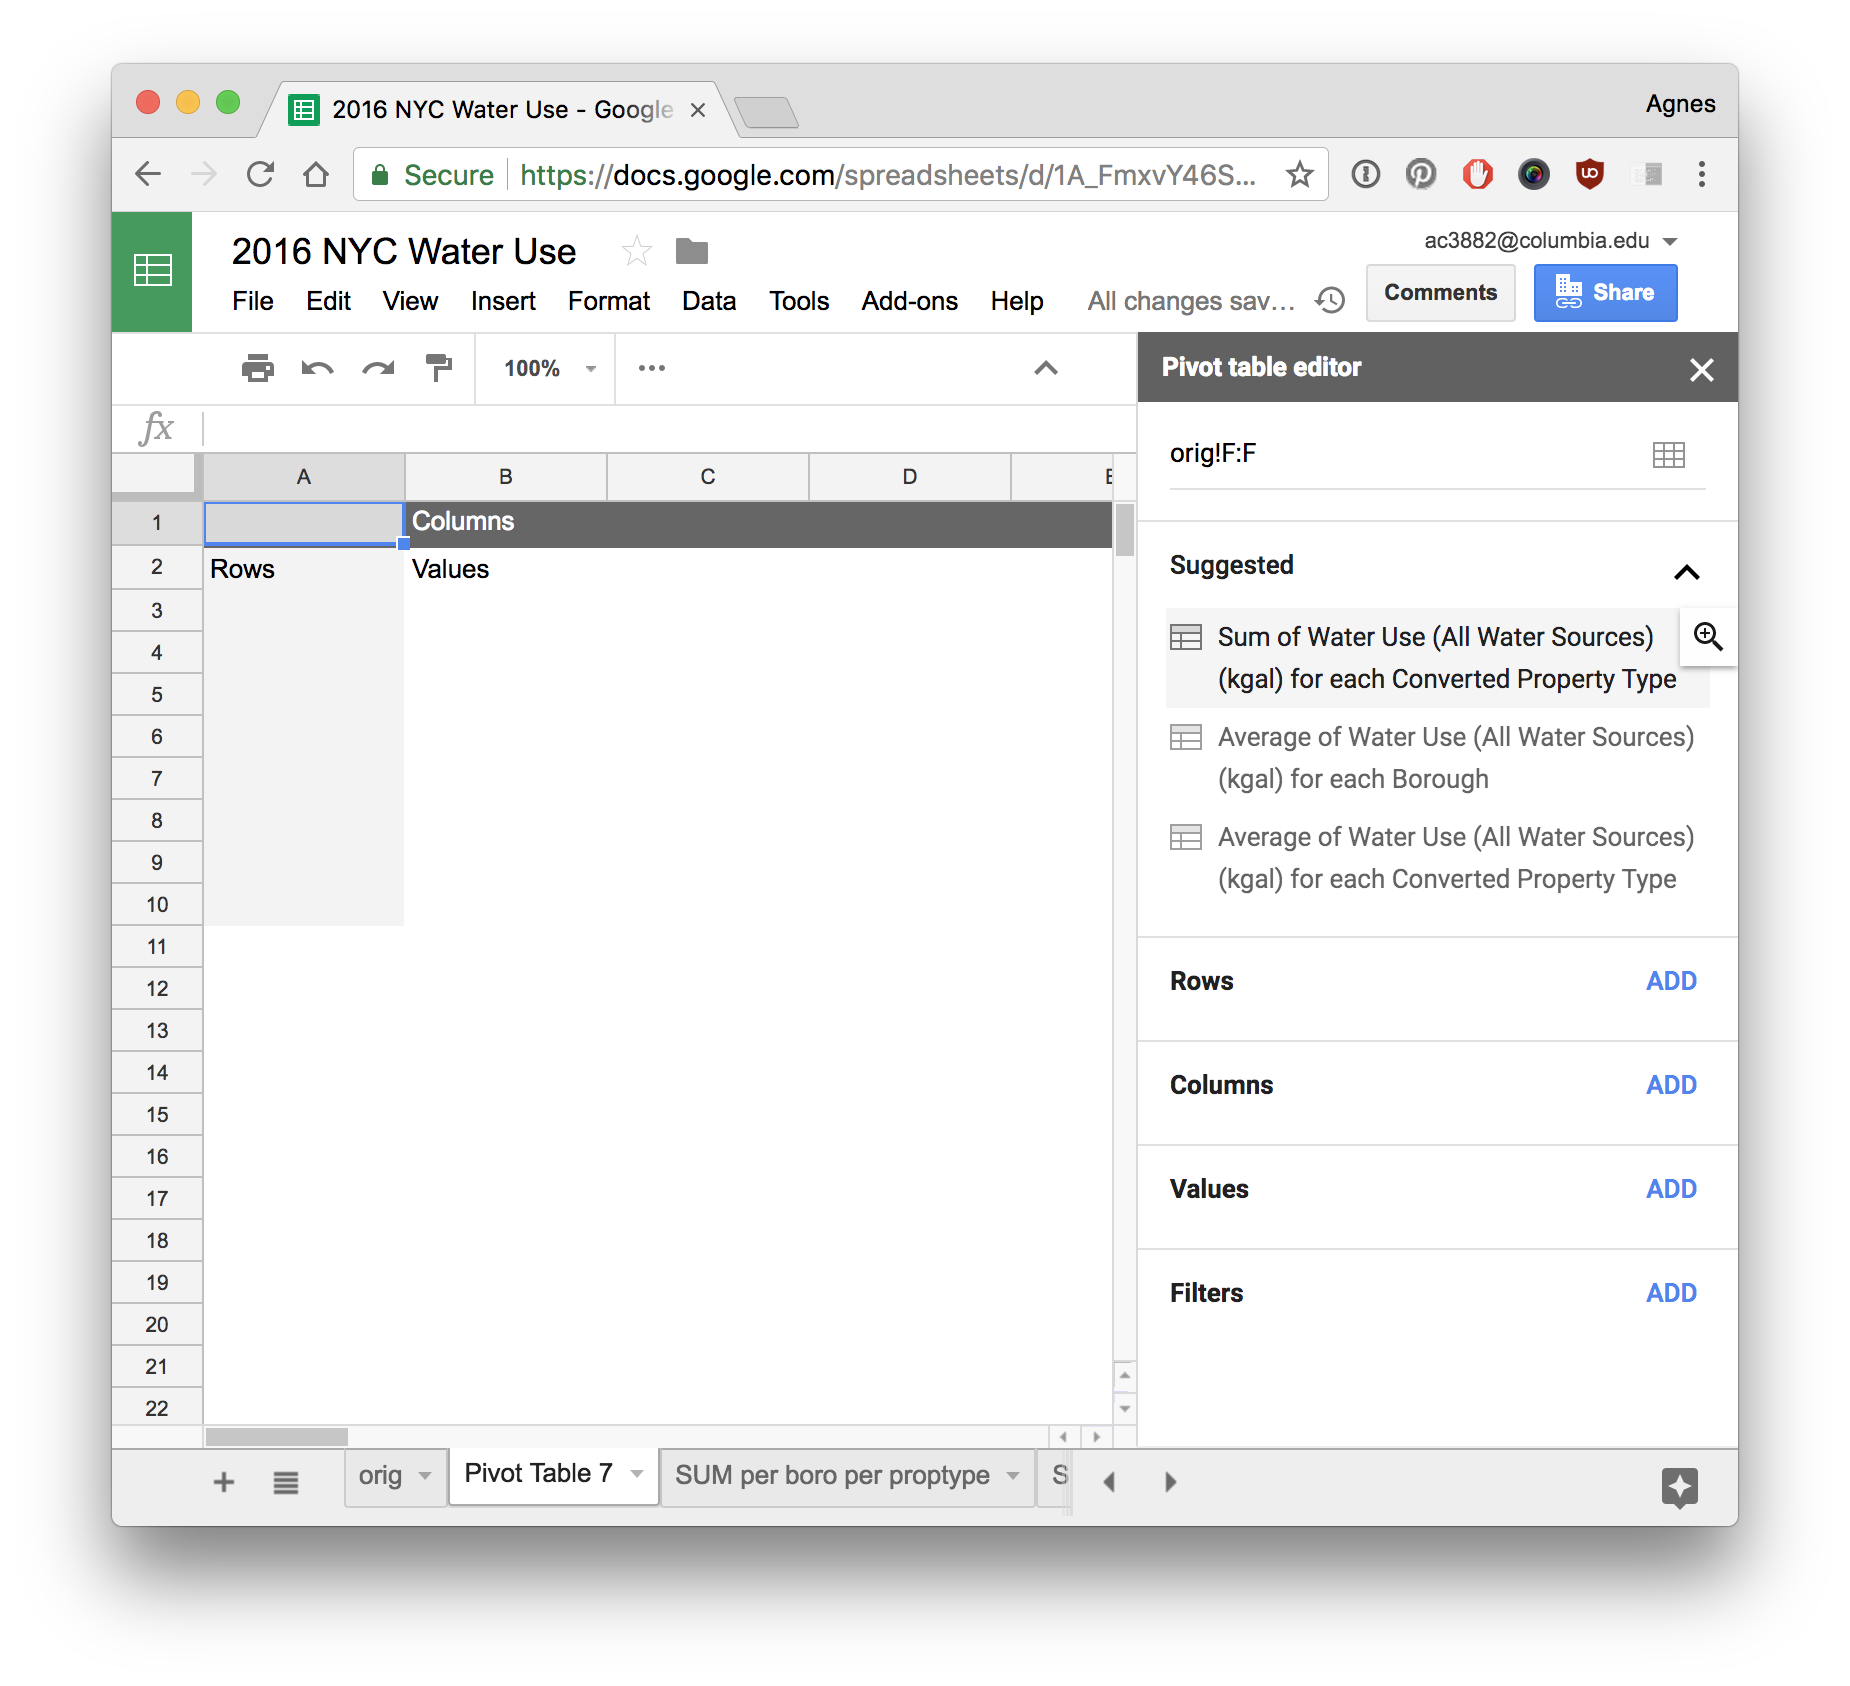 2016 NYC Water Use - Google
Agnes
Secure https://docs.google.com/spreadsheets/d/1A_FmxvY46S...
2016 NYC Water Use
ac3882@columbia.edu
File Edit View Insert Format Data Tools Add-ons Help All changes sav...
Comments
Share
100%
Pivot table editor
fx
orig!F:F
A B C D E
1 Columns
2 Rows Values
3
4
5
6
7
8
9
10
11
12
13
14
15
16
17
18
19
20
21
22
Suggested
Sum of Water Use (All Water Sources)
(kgal) for each Converted Property Type
Average of Water Use (All Water Sources)
(kgal) for each Borough
Average of Water Use (All Water Sources)
(kgal) for each Converted Property Type
Rows ADD
Columns ADD
Values ADD
Filters ADD
orig Pivot Table 7 SUM per boro per proptype S